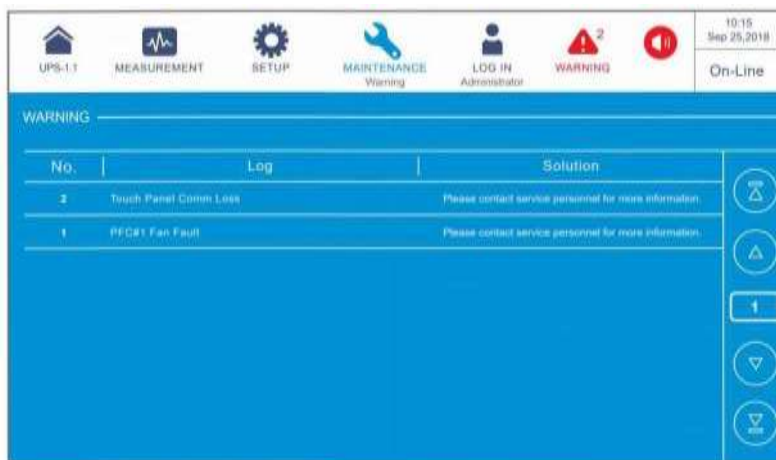 UPS-1.1 MEASUREMENT SETUP MAINTENANCE LOG IN WARNING 2 10:15
Warning Administrator Sep 25,2018
On-Line
WARNING
No. Log Solution
2 Touch Panel Comm Loss Please contact service personnel for more information.
1 PFC#1 Fan Fault Please contact service personnel for more information.
1